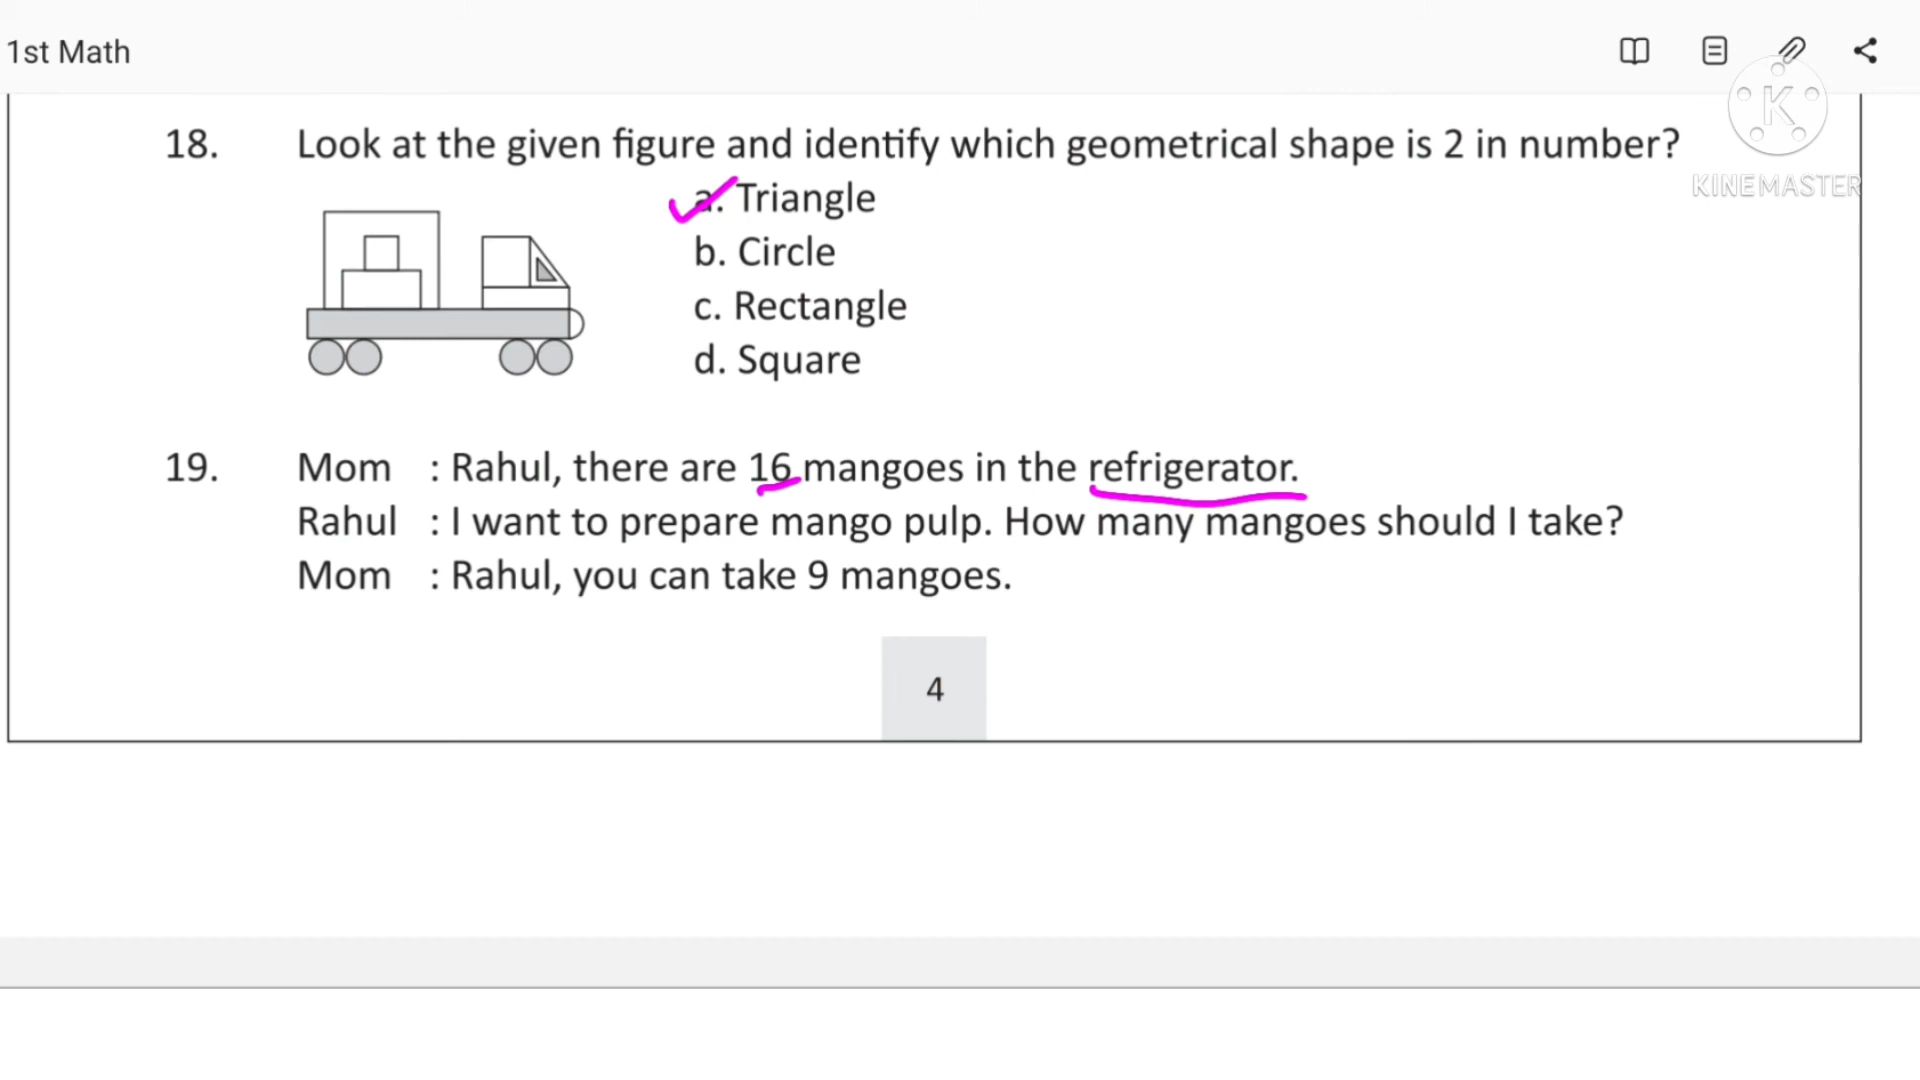 1st Math
KINEMASTER
18. Look at the given figure and identify which geometrical shape is 2 in number?
a. Triangle
b. Circle
c. Rectangle
d. Square
19. Mom : Rahul, there are 16 mangoes in the refrigerator.
Rahul : I want to prepare mango pulp. How many mangoes should I take?
Mom : Rahul, you can take 9 mangoes.
4